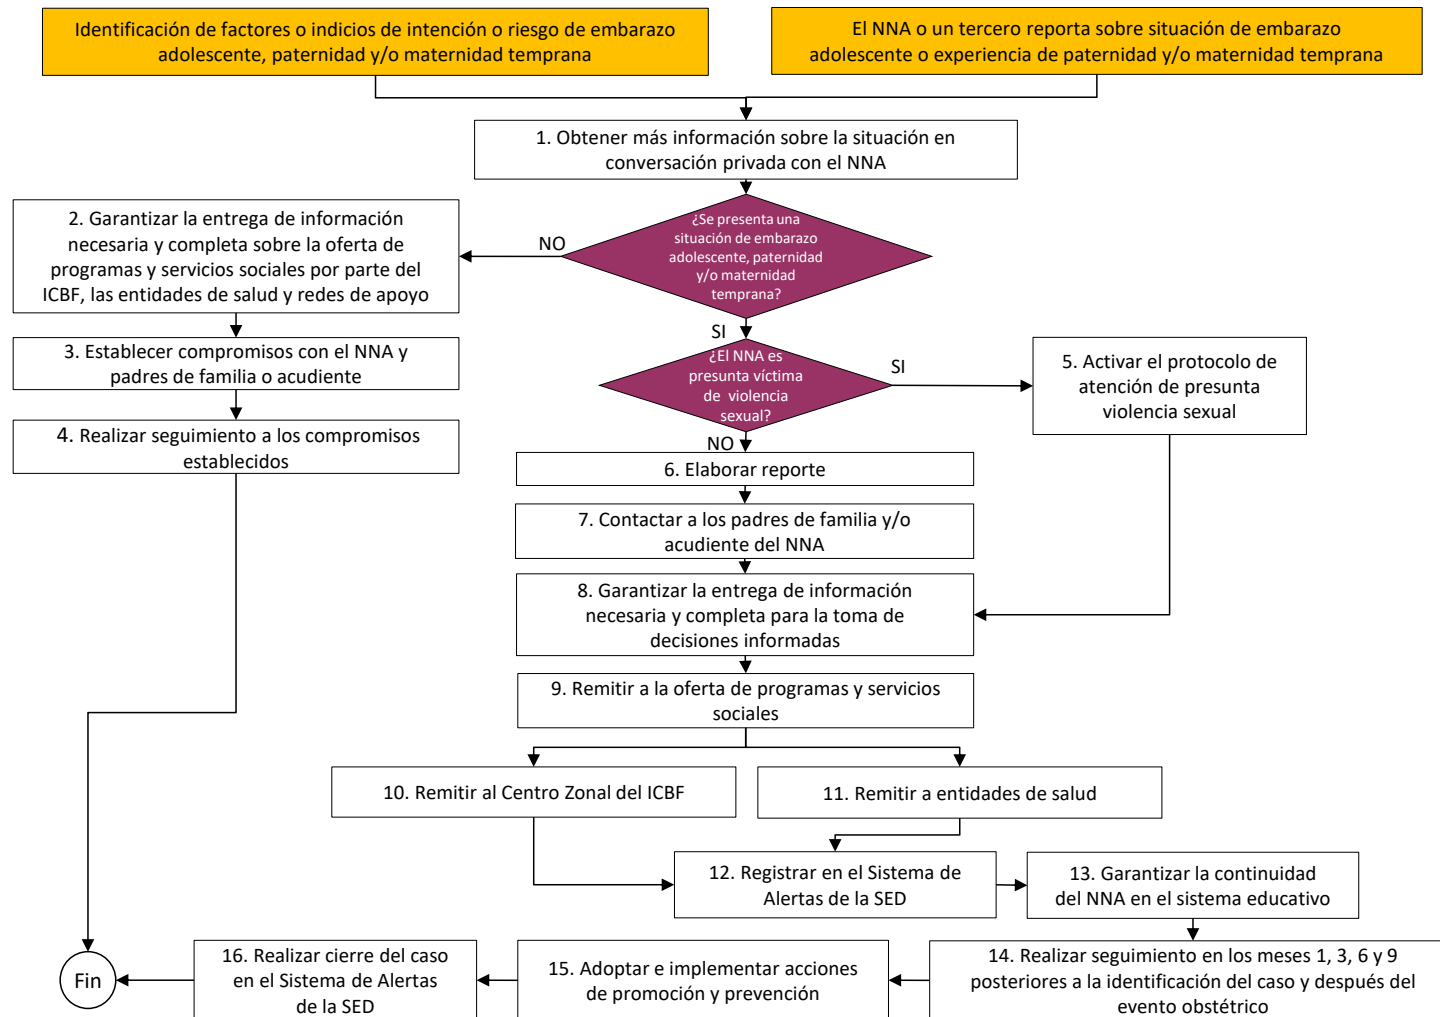 Identificación de factores o indicios de intención o riesgo de embarazo
adolescente, paternidad y/o maternidad temprana
El NNA o un tercero reporta sobre situación de embarazo
adolescente o experiencia de paternidad y/o maternidad temprana
1. Obtener más información sobre la situación en
conversación privada con el NNA
¿Se presenta una
situación de embarazo
adolescente, paternidad
y/o maternidad
temprana?
NO
2. Garantizar la entrega de información
necesaria y completa sobre la oferta de
programas y servicios sociales por parte del
ICBF, las entidades de salud y redes de apoyo
3. Establecer compromisos con el NNA y
padres de familia o acudiente
4. Realizar seguimiento a los compromisos
establecidos
SI
¿El NNA es
presunta víctima
de violencia
sexual?
SI
5. Activar el protocolo de
atención de presunta
violencia sexual
NO
6. Elaborar reporte
7. Contactar a los padres de familia y/o
acudiente del NNA
8. Garantizar la entrega de información
necesaria y completa para la toma de
decisiones informadas
9. Remitir a la oferta de programas y servicios
sociales
10. Remitir al Centro Zonal del ICBF
11. Remitir a entidades de salud
12. Registrar en el Sistema de
Alertas de la SED
13. Garantizar la continuidad
del NNA en el sistema educativo
14. Realizar seguimiento en los meses 1, 3, 6 y 9
posteriores a la identificación del caso y después del
evento obstétrico
15. Adoptar e implementar acciones
de promoción y prevención
16. Realizar cierre del caso
en el Sistema de Alertas
de la SED
Fin